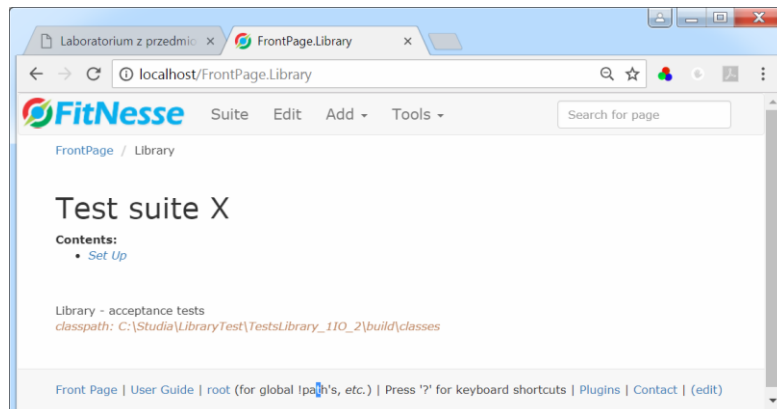 Laboratorium z przedmio
FrontPage.Library
localhost/FrontPage.Library
FitNesse Suite Edit Add Tools Search for page
FrontPage / Library
Test suite X
Contents:
• Set Up
Library - acceptance tests
classpath: C:\Studia\LibraryTest\TestsLibrary_1IO_2\build\classes
Front Page | User Guide | root (for global !path's, etc.) | Press '?' for keyboard shortcuts | Plugins | Contact | (edit)